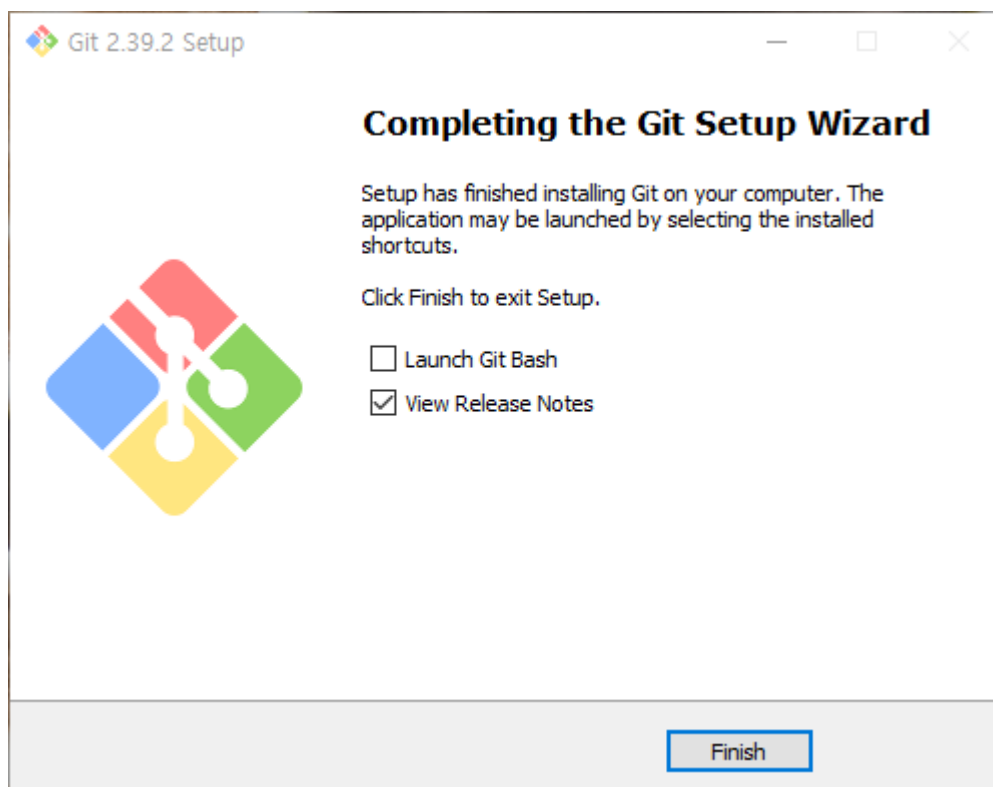 Git 2.39.2 Setup
Completing the Git Setup Wizard
Setup has finished installing Git on your computer. The
application may be launched by selecting the installed
shortcuts.
Click Finish to exit Setup.
Launch Git Bash
View Release Notes
Finish